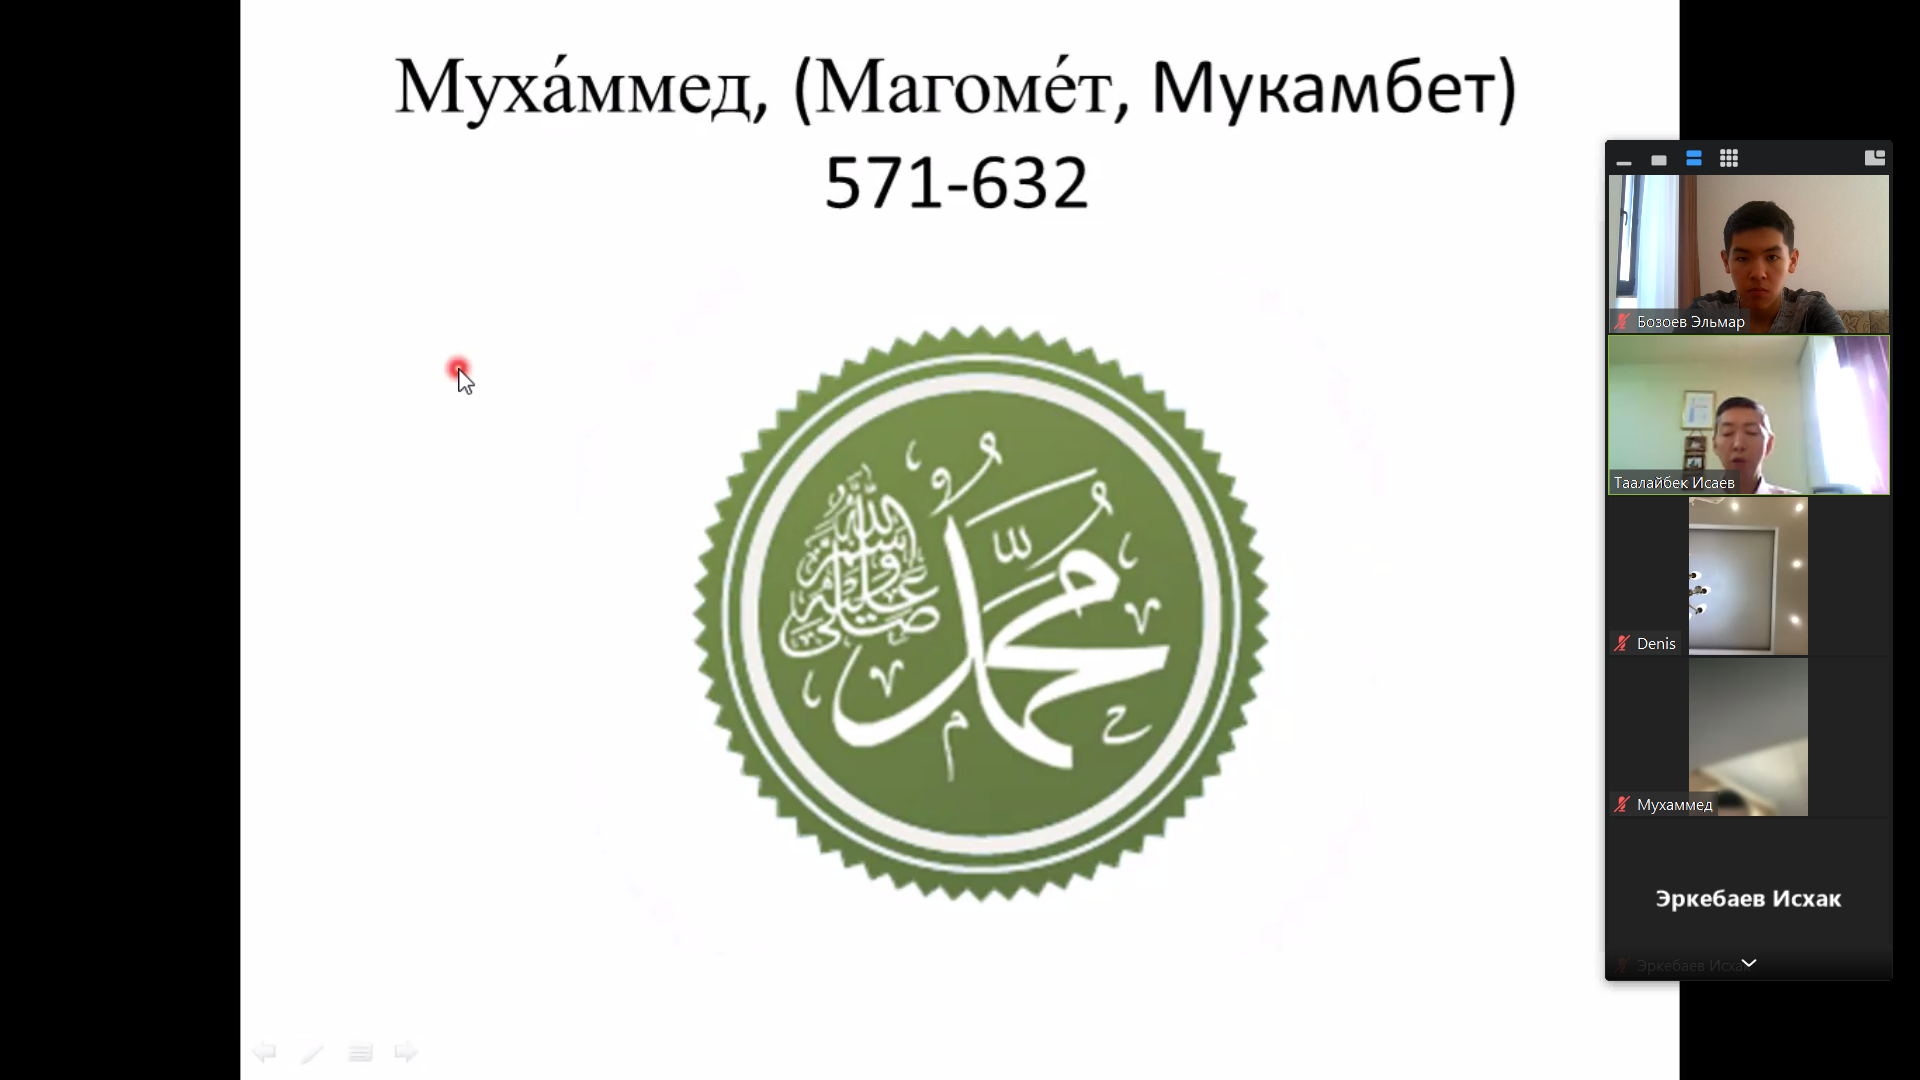 Муха́ммед, (Магоме́т, Мукамбет)
571-632
محمد
صلى الله عليه وسلم
Бозоев Эльмар
Таалайбек Исаев
Denis
Мухаммед
Эркебаев Исхак
Эркебаев Исхак